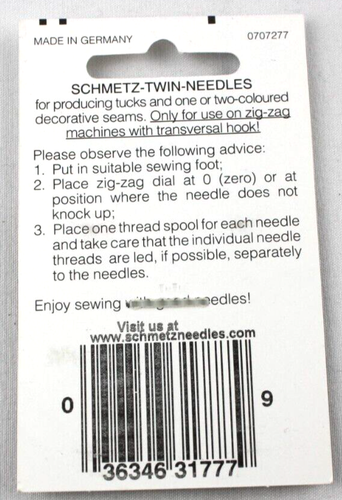 MADE IN GERMANY 0707277
SCHMETZ-TWIN-NEEDLES
for producing tucks and one or two-coloured
decorative seams. Only for use on zig-zag
machines with transversal hook!
Please observe the following advice:
1. Put in suitable sewing foot;
2. Place zig-zag dial at 0 (zero) or at
position where the needle does not
knock up;
3. Place one thread spool for each needle
and take care that the individual needle
threads are led, if possible, separately
to the needles.
Enjoy sewing
Visit us at
www.schmetzneedles.com
0 36346 31777 9